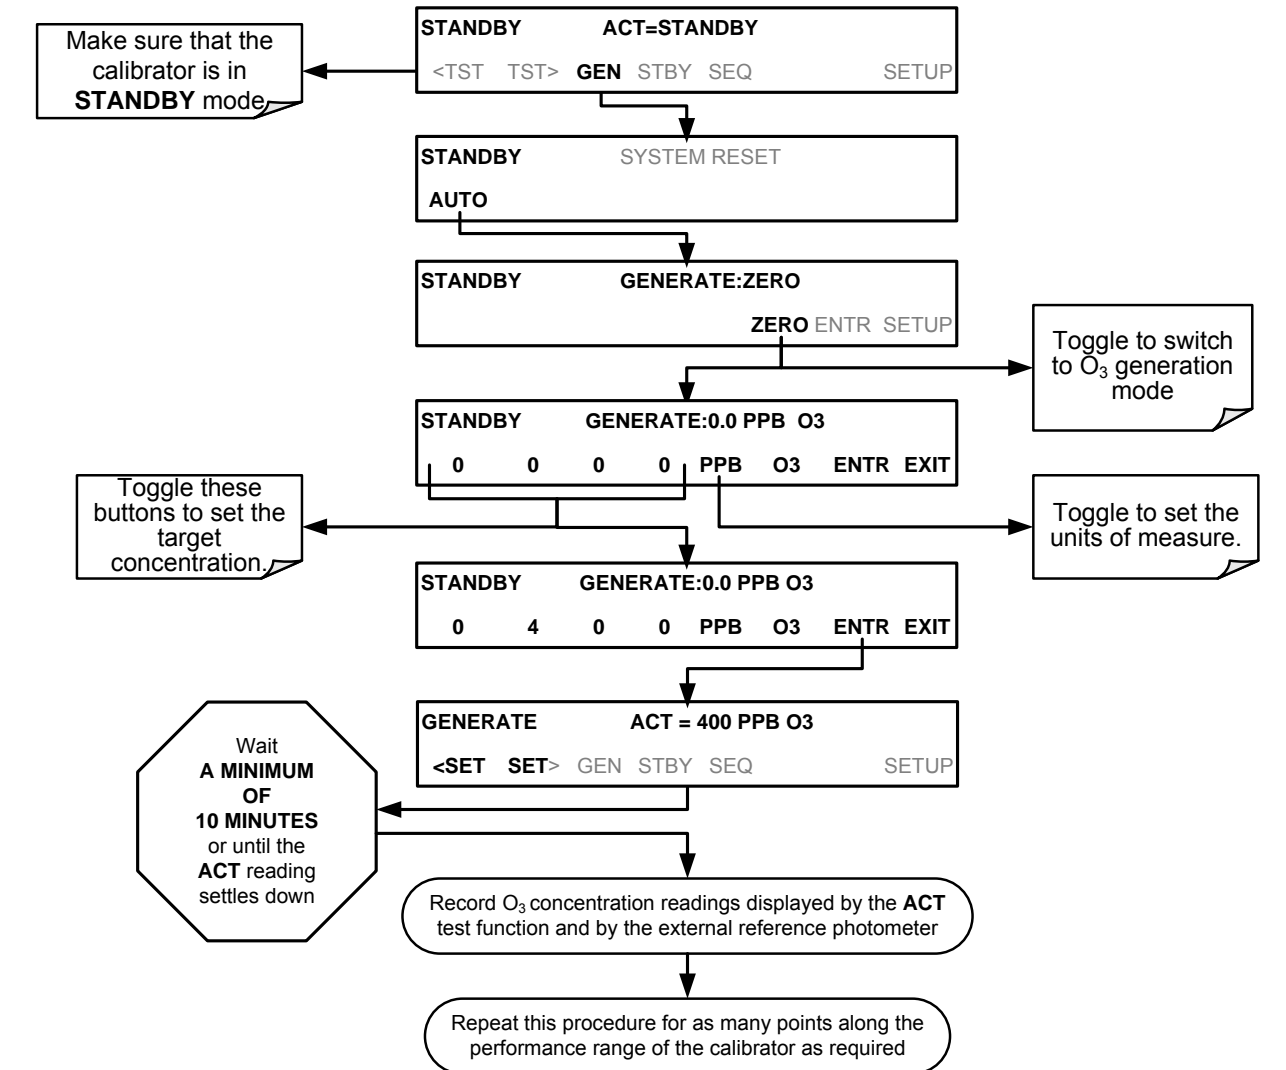 STANDBY ACT=STANDBY
<TST TST> GEN STBY SEQ SETUP
Make sure that the
calibrator is in
STANDBY mode
STANDBY SYSTEM RESET
AUTO
STANDBY GENERATE:ZERO
ZERO ENTR SETUP
Toggle to switch
to O3 generation
mode
STANDBY GENERATE:0.0 PPB O3
0 0 0 0 PPB O3 ENTR EXIT
Toggle these
buttons to set the
target
concentration.
Toggle to set the
units of measure.
STANDBY GENERATE:0.0 PPB O3
0 4 0 0 PPB O3 ENTR EXIT
GENERATE ACT = 400 PPB O3
<SET SET> GEN STBY SEQ SETUP
Wait
A MINIMUM
OF
10 MINUTES
or until the
ACT reading
settles down
Record O3 concentration readings displayed by the ACT
test function and by the external reference photometer
Repeat this procedure for as many points along the
performance range of the calibrator as required